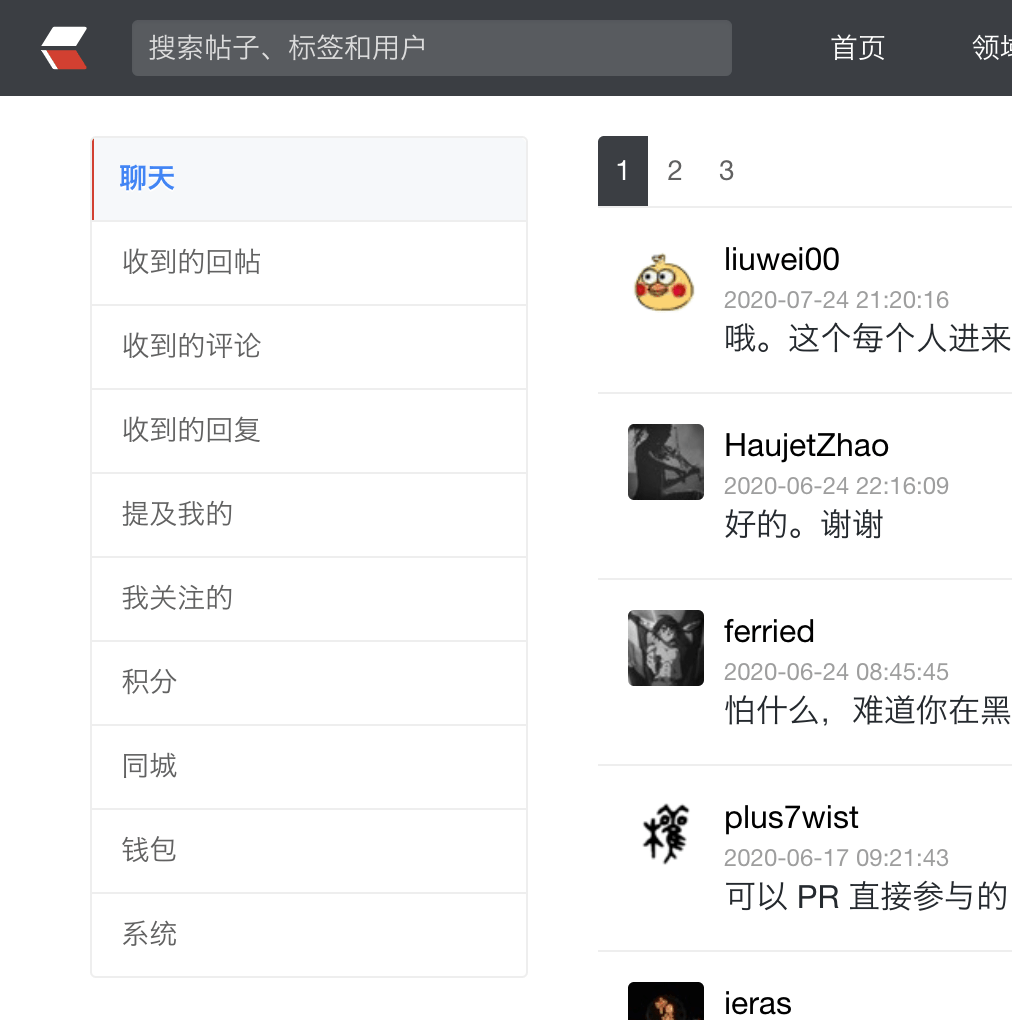 搜索帖子、标签和用户
首页
领域
聊天
收到的回帖
收到的评论
收到的回复
提及我的
我关注的
积分
同城
钱包
系统
1
2
3
liuwei00
2020-07-24 21:20:16
哦。这个每个人进来
HaujetZhao
2020-06-24 22:16:09
好的。谢谢
ferried
2020-06-24 08:45:45
怕什么，难道你在黑
plus7wist
2020-06-17 09:21:43
可以 PR 直接参与的
ieras